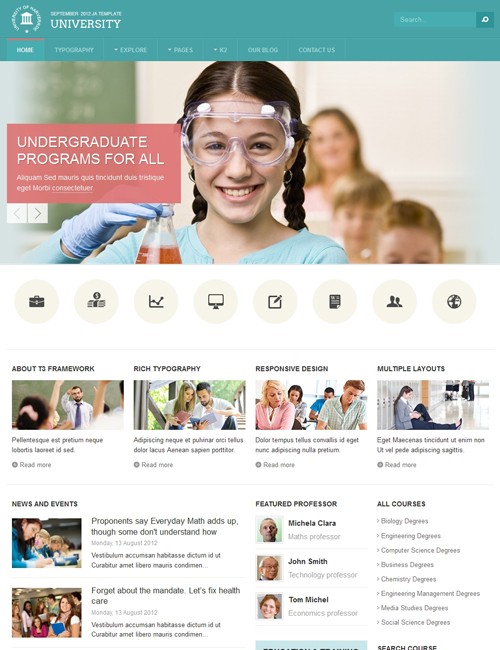 SEPTEMBER 2012 JA TEMPLATE
UNIVERSITY
Search...
HOME
TYPOGRAPHY
EXPLORE
PAGES
K2
OUR BLOG
CONTACT US
UNDERGRADUATE
PROGRAMS FOR ALL
Aliquam Sed mauris quis tincidunt duis tristique
eget Morbi consectetuer
ABOUT T3 FRAMEWORK
Pellentesque est pretium neque
lobortis laoreet id sed.
Read more
RICH TYPOGRAPHY
Adipiscing neque et pulvinar orci tellus
dolor lacus Aenean sapien porttitor.
Read more
RESPONSIVE DESIGN
Dolor tempus tellus convallis id eget
nunc adipiscing nulla pretium.
Read more
MULTIPLE LAYOUTS
Eget Maecenas tincidunt ut enim non
Ut vel pede adipiscing sagittis.
Read more
NEWS AND EVENTS
Proponents say Everyday Math adds up,
though some don't understand how
Monday, 13 August 2012
Vestibulum accumsan habitasse dictum id ut
Curabitur amet libero mauris condimen...
Forget about the mandate. Let's fix health
care
Monday, 13 August 2012
Vestibulum accumsan habitasse dictum id ut
Curabitur amet libero mauris condimen...
FEATURED PROFESSOR
Michela Clara
Maths professor
John Smith
Technology professor
Tom Michel
Economics professor
EDUCATION & TRAINING
ALL COURSES
Biology Degrees
Engineering Degrees
Computer Science Degrees
Business Degrees
Chemistry Degrees
Engineering Management Degrees
Media Studies Degrees
Social Science Degrees
SEARCH COURSE